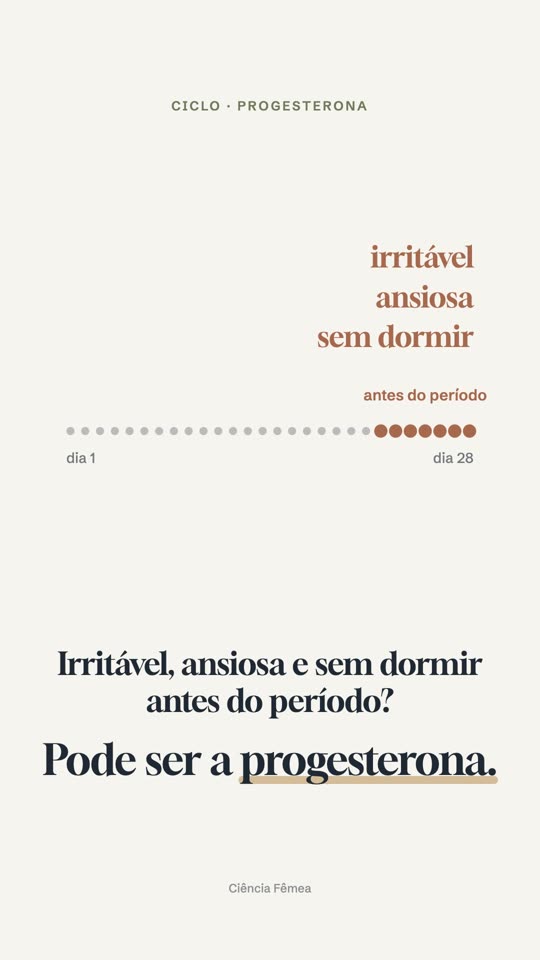 CICLO · PROGESTERONA
irritável
ansiosa
sem dormir
antes do período
dia 1
dia 28
Irritável, ansiosa e sem dormir
antes do período?
Pode ser a progesterona.
Ciência Fêmea